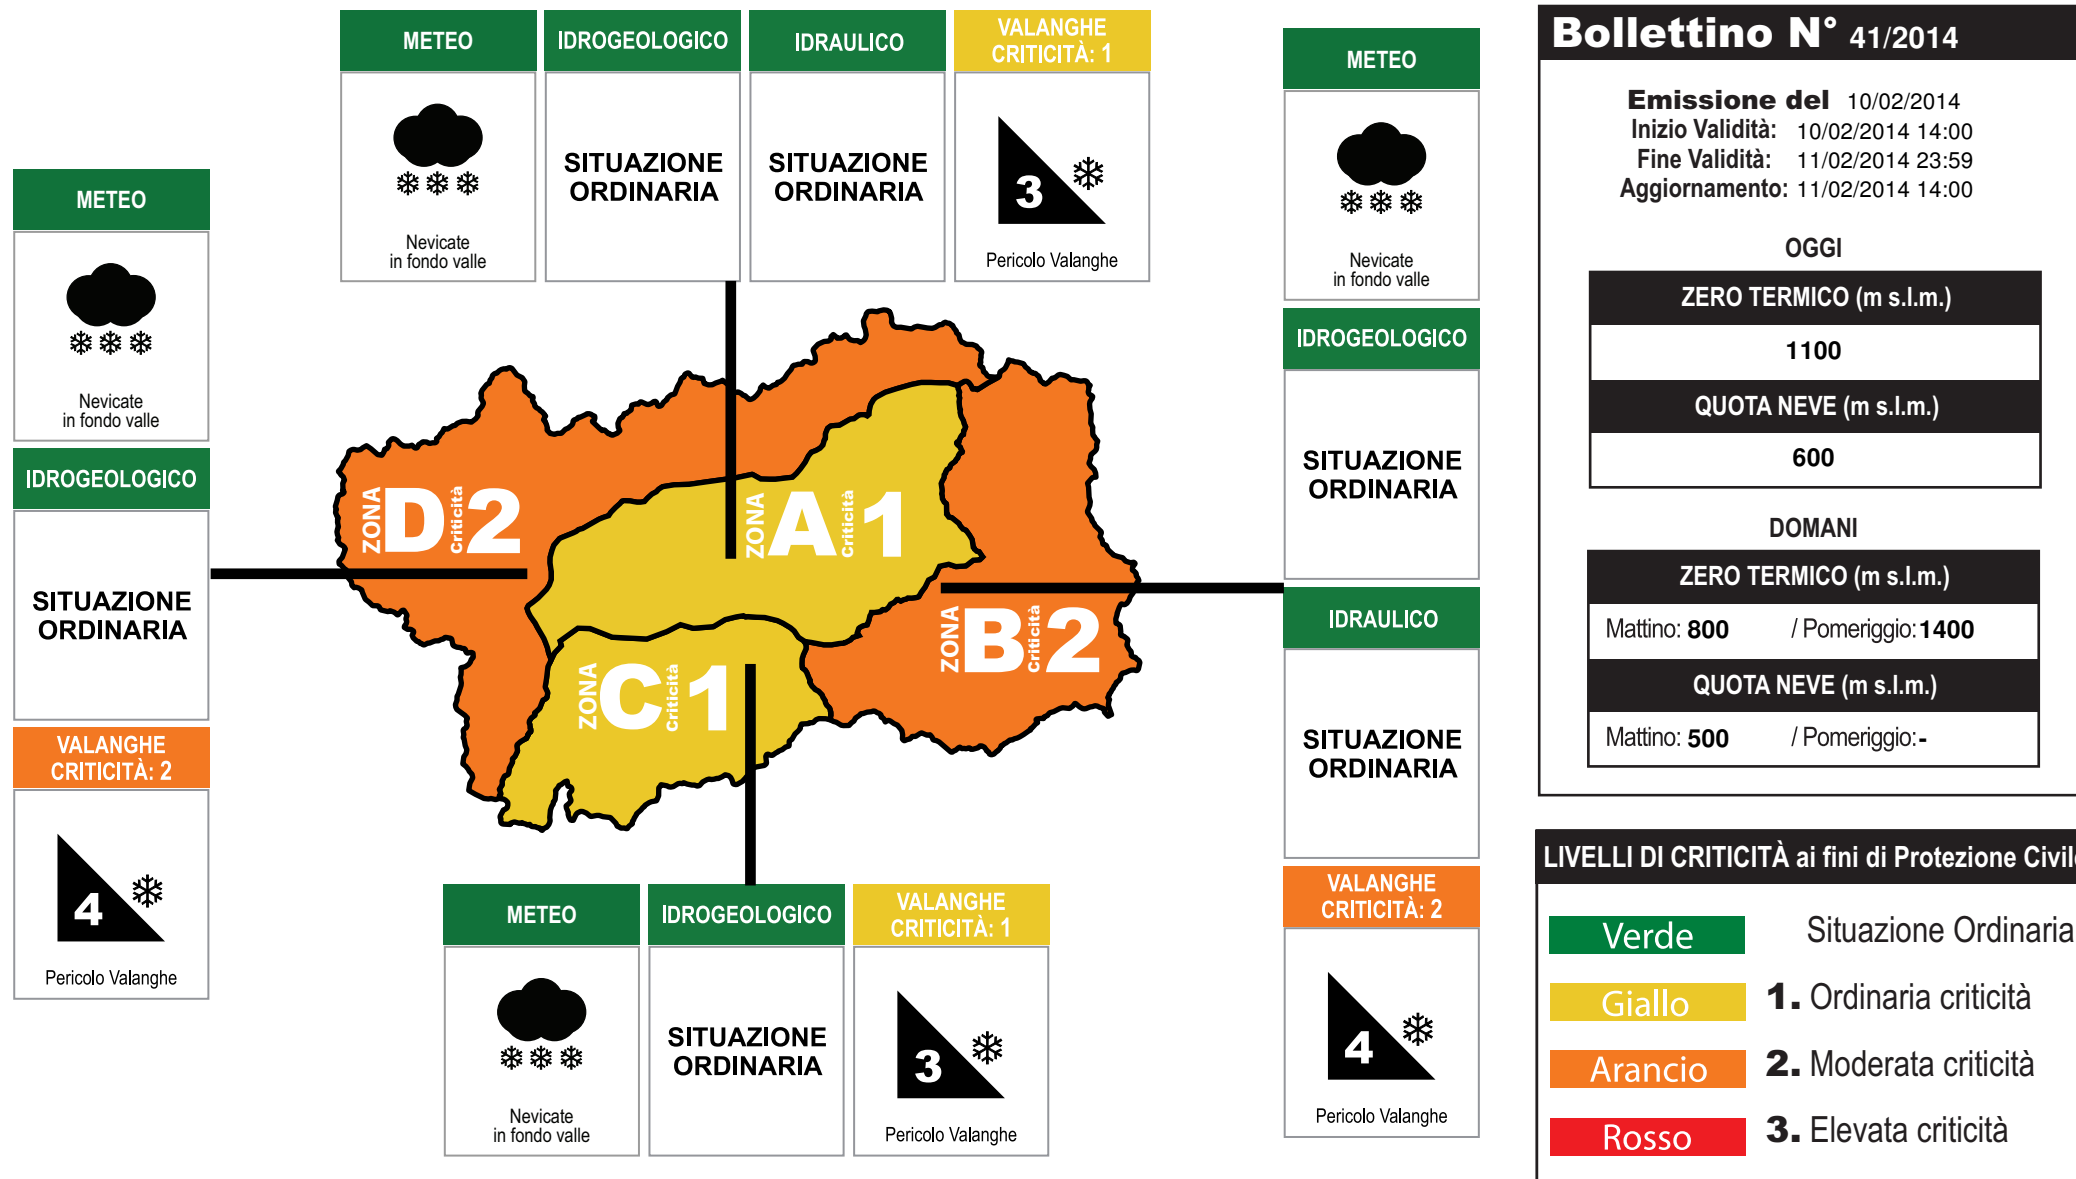 METEO
Nevicate
in fondo valle
IDROGEOLOGICO
SITUAZIONE
ORDINARIA
IDRAULICO
SITUAZIONE
ORDINARIA
VALANGHE
CRITICITÀ: 1
3
Pericolo Valanghe
METEO
Nevicate
in fondo valle
IDROGEOLOGICO
SITUAZIONE
ORDINARIA
VALANGHE
CRITICITÀ: 2
4
Pericolo Valanghe
ZONA D Criticità 2
ZONA A Criticità 1
ZONA B Criticità 2
ZONA C Criticità 1
METEO
Nevicate
in fondo valle
IDROGEOLOGICO
SITUAZIONE
ORDINARIA
VALANGHE
CRITICITÀ: 1
3
Pericolo Valanghe
METEO
Nevicate
in fondo valle
IDROGEOLOGICO
SITUAZIONE
ORDINARIA
IDRAULICO
SITUAZIONE
ORDINARIA
VALANGHE
CRITICITÀ: 2
4
Pericolo Valanghe
Bollettino N° 41/2014
Emissione del 10/02/2014
Inizio Validità: 10/02/2014 14:00
Fine Validità: 11/02/2014 23:59
Aggiornamento: 11/02/2014 14:00
OGGI
ZERO TERMICO (m s.l.m.)
1100
QUOTA NEVE (m s.l.m.)
600
DOMANI
ZERO TERMICO (m s.l.m.)
Mattino: 800 / Pomeriggio: 1400
QUOTA NEVE (m s.l.m.)
Mattino: 500 / Pomeriggio: -
LIVELLI DI CRITICITÀ ai fini di Protezione Civile
Verde Situazione Ordinaria
Giallo 1. Ordinaria criticità
Arancio 2. Moderata criticità
Rosso 3. Elevata criticità